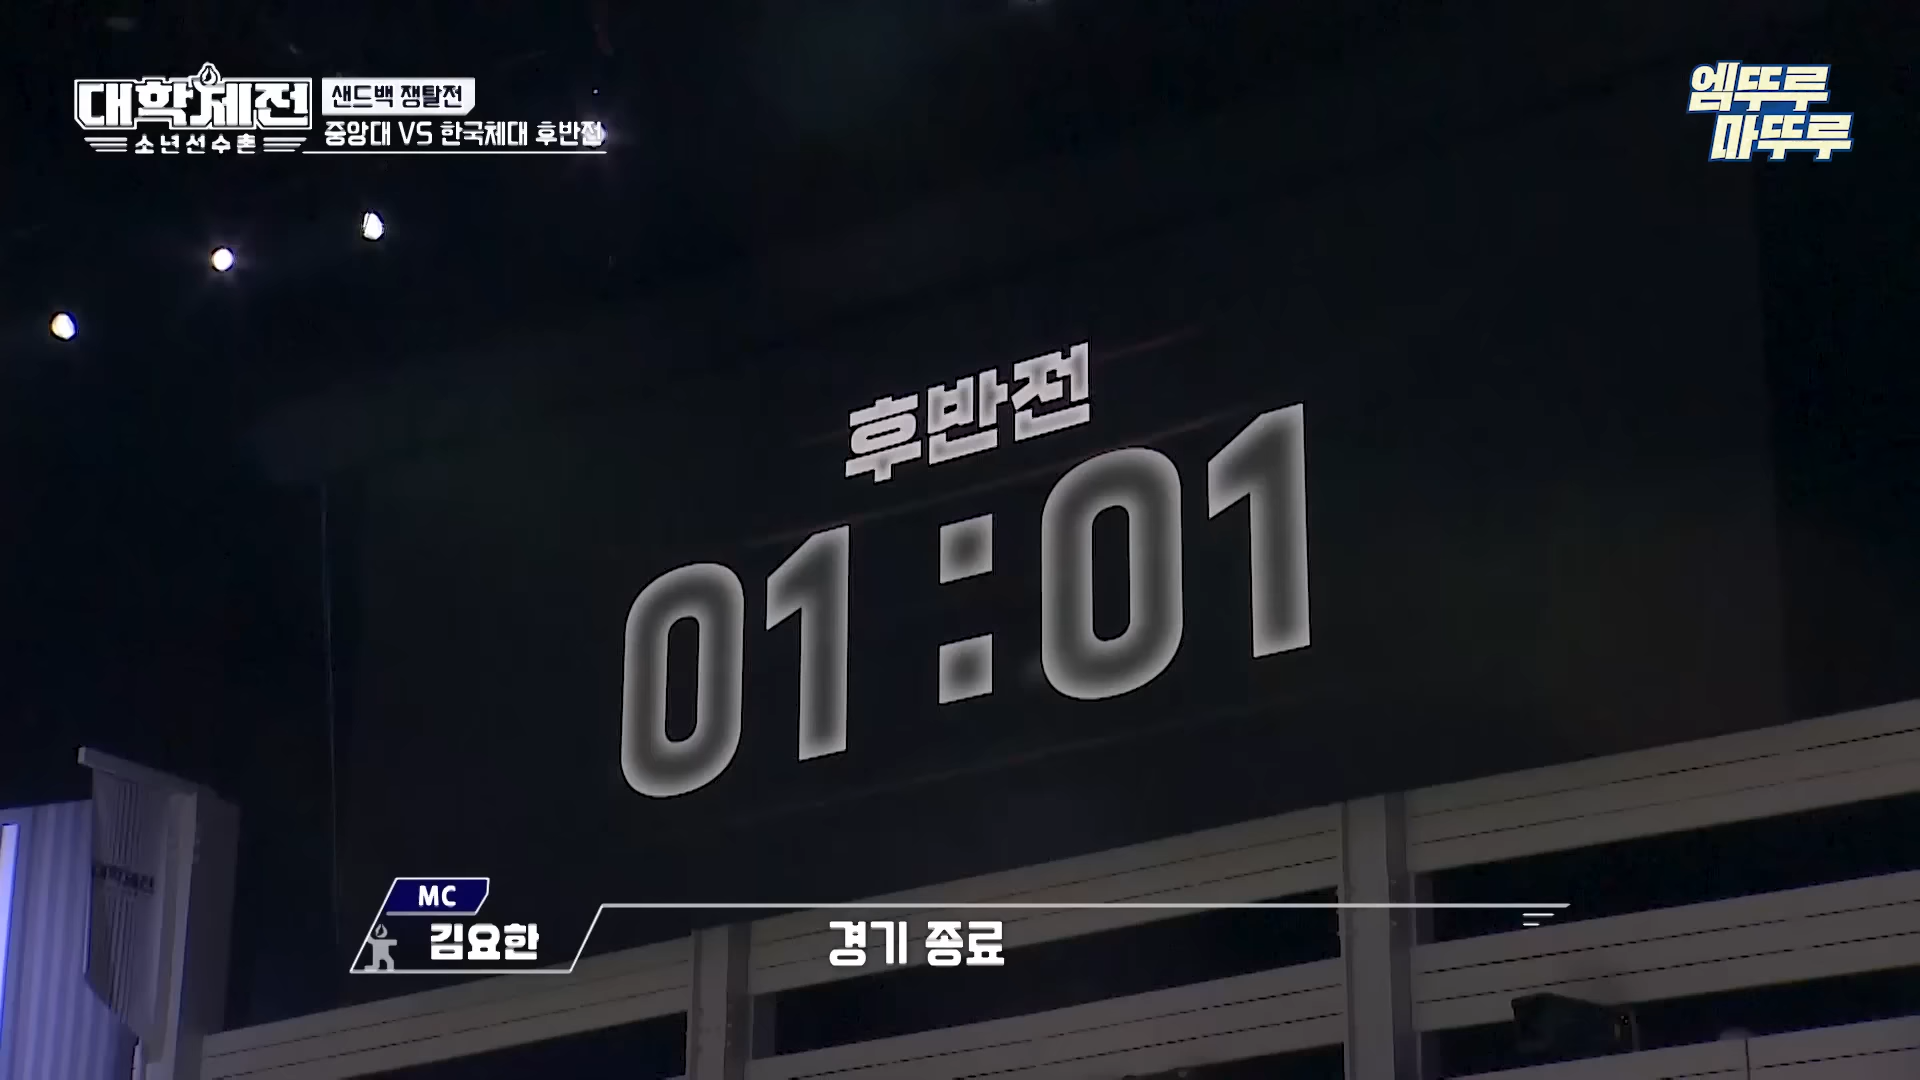 대학체전
소년선수촌
샌드백 쟁탈전
중앙대 VS 한국체대 후반전
엠뚜루
마뚜루
후반전
01:01
MC
김요한
경기 종료